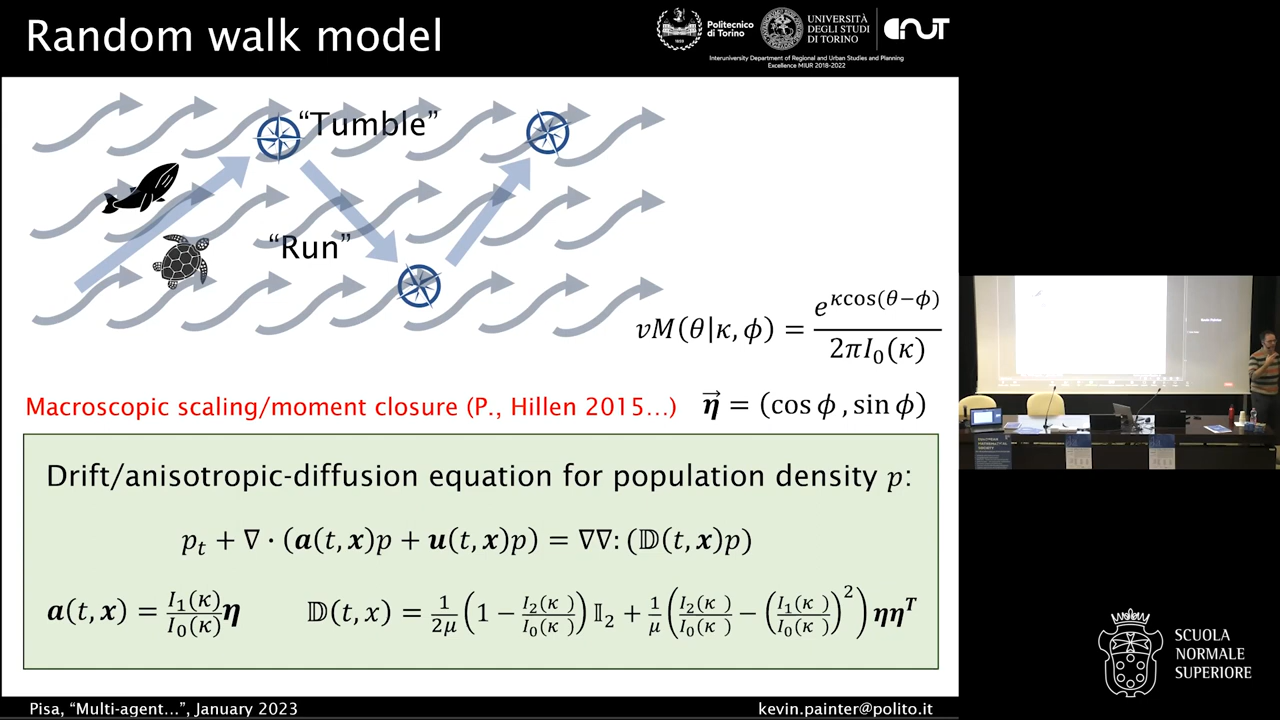 Random walk model
Politecnico
di Torino
UNIVERSITÀ
DEGLI STUDI
DI TORINO
Interuniversity Department of Regional and Urban Studies and Planning
Excellence MIUR 2018-2022
“Tumble”
“Run”
vM(θ|κ, ϕ) = e^{κcos(θ−ϕ)} / 2πI₀(κ)
Macroscopic scaling/moment closure (P., Hillen 2015…)
η⃗ = (cos ϕ , sin ϕ)
Drift/anisotropic-diffusion equation for population density p:
pₜ + ∇ · (a(t, x)p + u(t, x)p) = ∇∇: (𝔻(t, x)p)
a(t, x) = I₁(κ)/I₀(κ) η
𝔻(t, x) = 1/2μ (1 − I₂(κ )/I₀(κ )) 𝕀₂ + 1/μ (I₂(κ )/I₀(κ ) − (I₁(κ )/I₀(κ ))²) ηηᵀ
SCUOLA
NORMALE
SUPERIORE
Pisa, “Multi-agent…”, January 2023
kevin.painter@polito.it